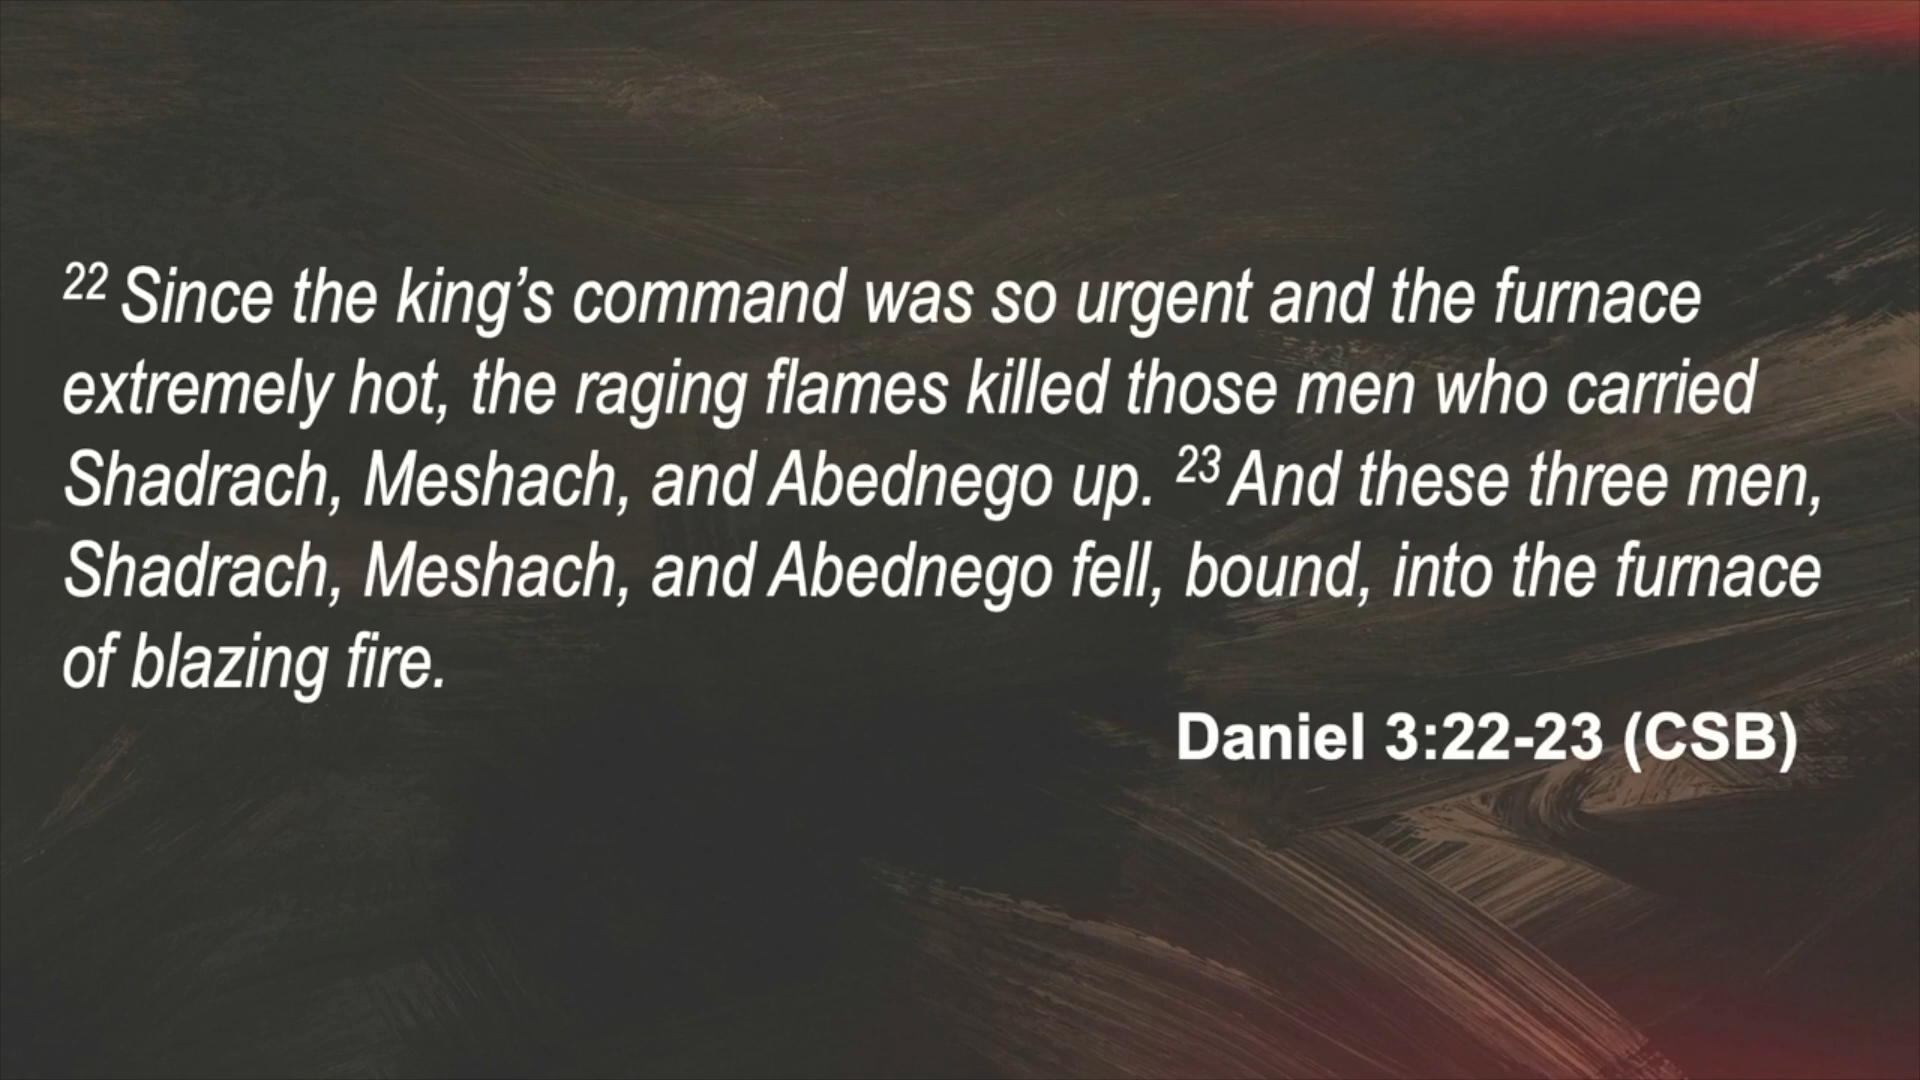 22 Since the king’s command was so urgent and the furnace
extremely hot, the raging flames killed those men who carried
Shadrach, Meshach, and Abednego up. 23 And these three men,
Shadrach, Meshach, and Abednego fell, bound, into the furnace
of blazing fire.
Daniel 3:22-23 (CSB)